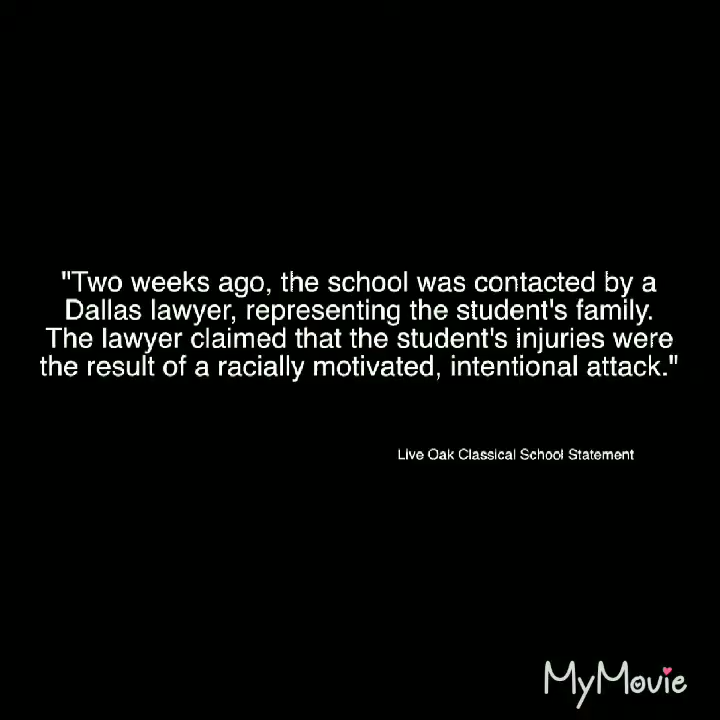 "Two weeks ago, the school was contacted by a
Dallas lawyer, representing the student's family.
The lawyer claimed that the student's injuries were
the result of a racially motivated, intentional attack."
Live Oak Classical School Statement
MyMovie